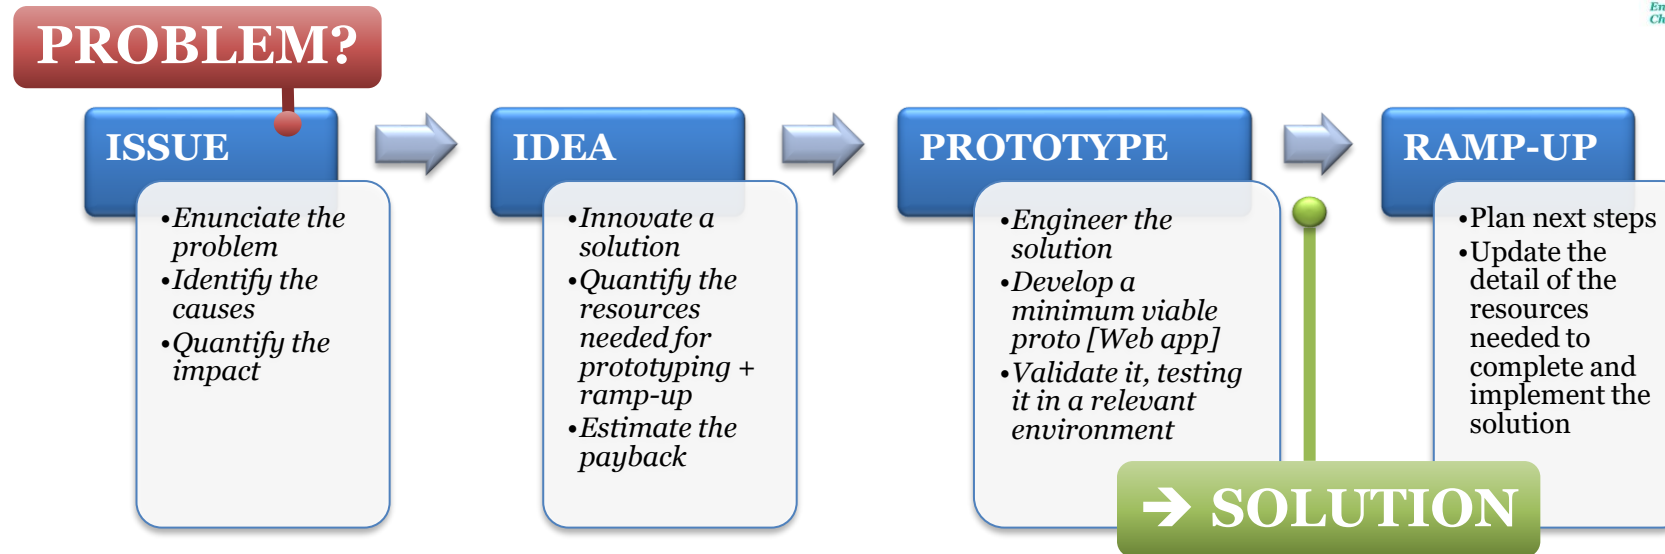 En
Ch
PROBLEM?
ISSUE
•Enunciate the
problem
•Identify the
causes
•Quantify the
impact
IDEA
•Innovate a
solution
•Quantify the
resources
needed for
prototyping +
ramp-up
•Estimate the
payback
PROTOTYPE
•Engineer the
solution
•Develop a
minimum viable
proto [Web app]
•Validate it, testing
it in a relevant
environment
RAMP-UP
•Plan next steps
•Update the
detail of the
resources
needed to
complete and
implement the
solution
➔ SOLUTION